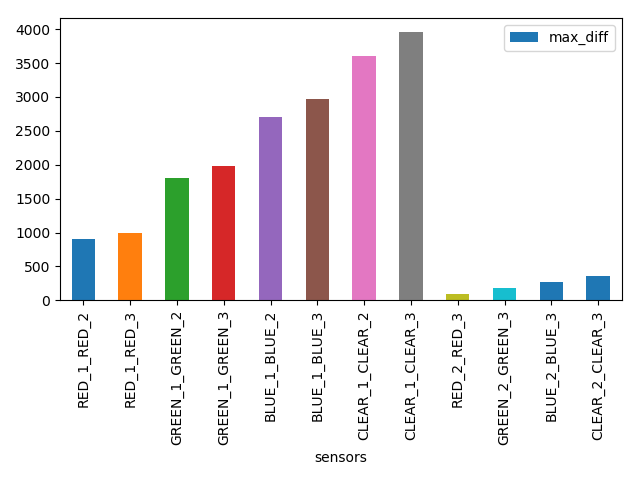 4000
3500
3000
2500
2000
1500
1000
500
0
max_diff
RED_1_RED_2
RED_1_RED_3
GREEN_1_GREEN_2
GREEN_1_GREEN_3
BLUE_1_BLUE_2
BLUE_1_BLUE_3
CLEAR_1_CLEAR_2
CLEAR_1_CLEAR_3
RED_2_RED_3
GREEN_2_GREEN_3
BLUE_2_BLUE_3
CLEAR_2_CLEAR_3
sensors